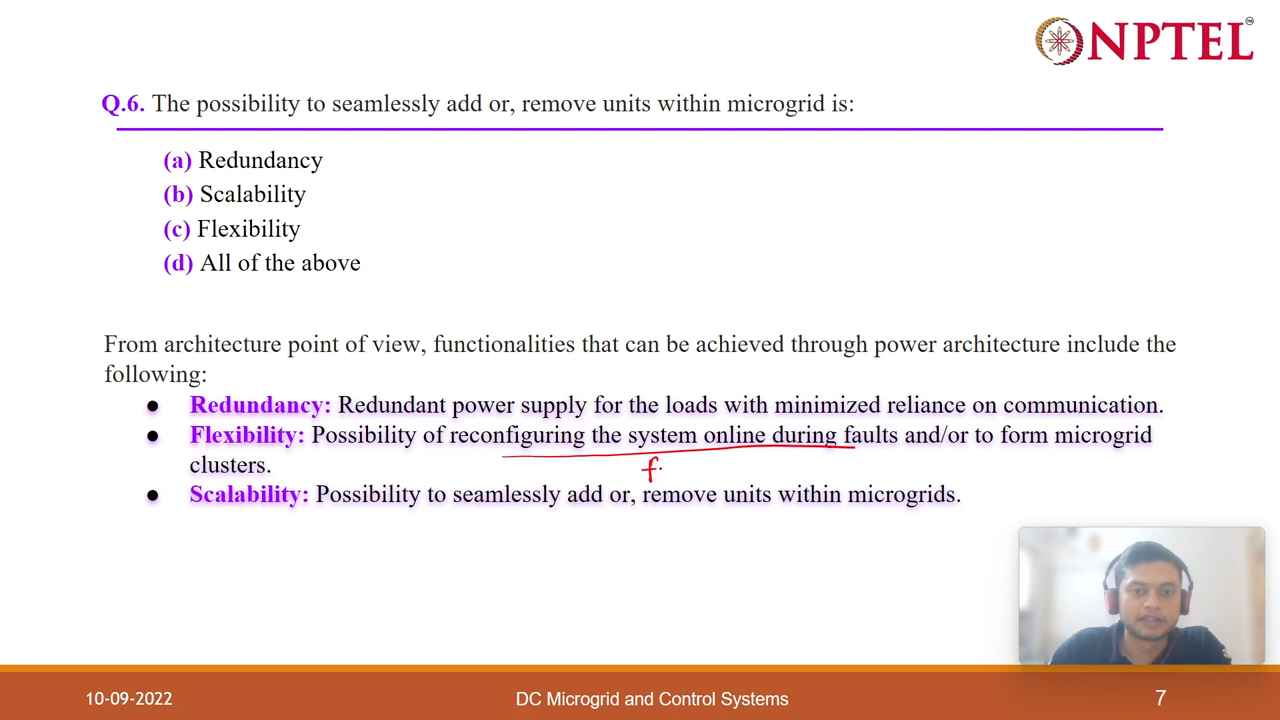 NPTEL
TM
Q.6. The possibility to seamlessly add or, remove units within microgrid is:
(a) Redundancy
(b) Scalability
(c) Flexibility
(d) All of the above
From architecture point of view, functionalities that can be achieved through power architecture include the
following:
● Redundancy: Redundant power supply for the loads with minimized reliance on communication.
● Flexibility: Possibility of reconfiguring the system online during faults and/or to form microgrid
clusters.
f
● Scalability: Possibility to seamlessly add or, remove units within microgrids.
10-09-2022 DC Microgrid and Control Systems 7